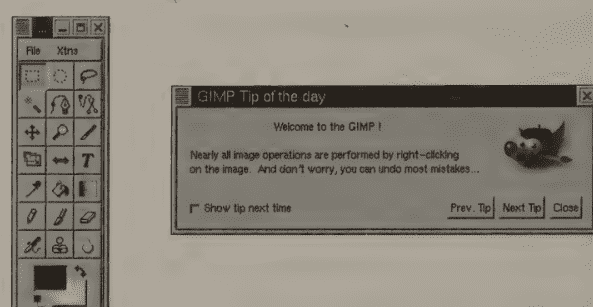 File Xtns
GIMP Tip of the day
Welcome to the GIMP !
Nearly all image operations are performed by right-clicking
on the image. And don't worry, you can undo most mistakes...
Show tip next time
Prev. Tip Next Tip Close
T